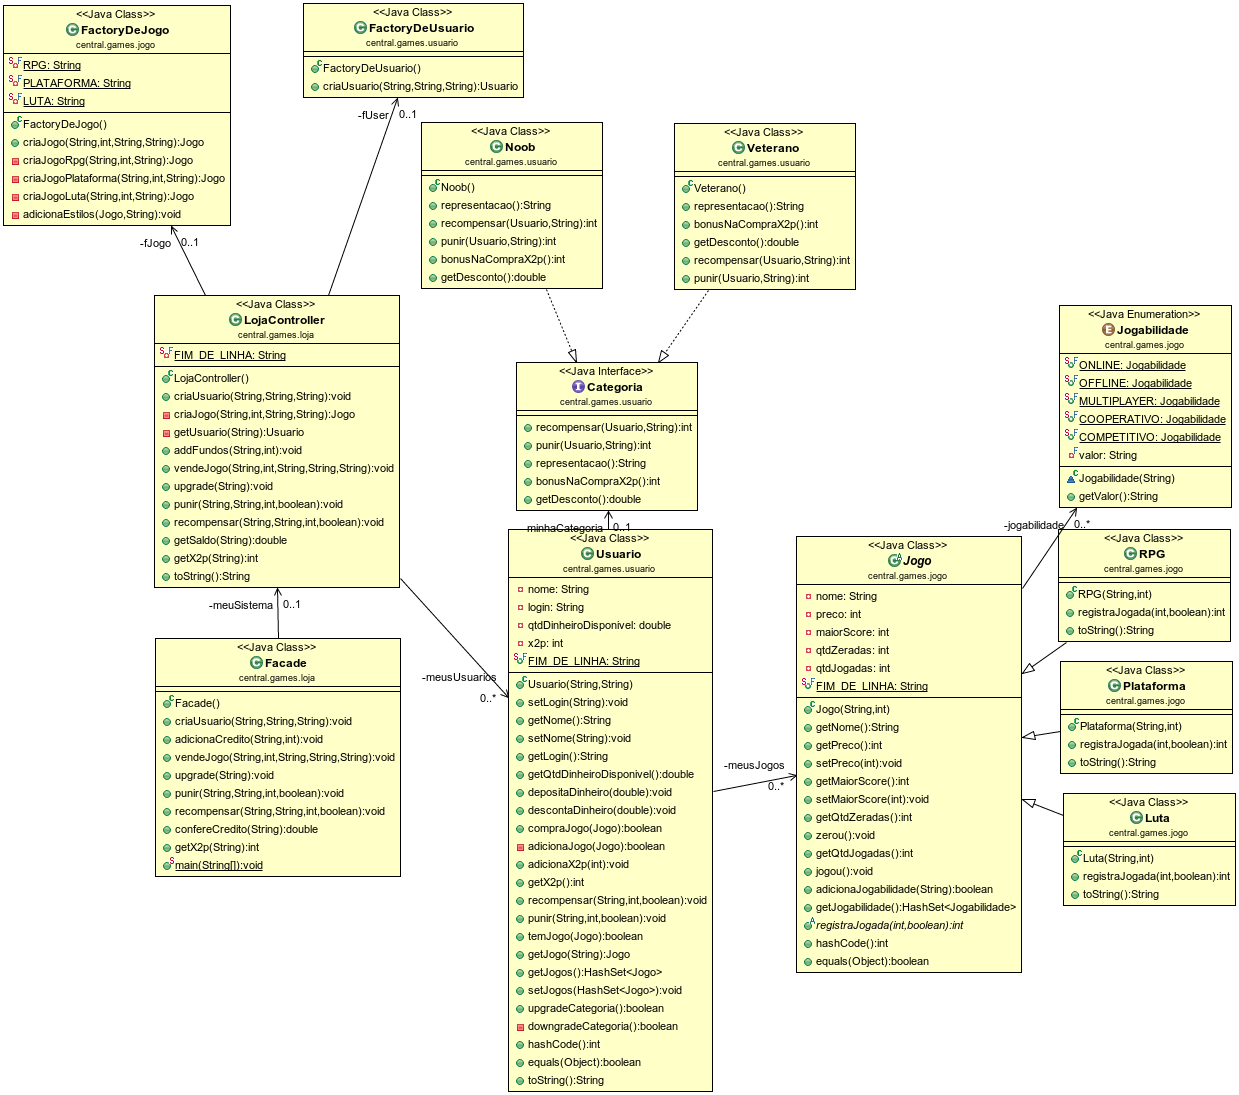 <<Java Class>>
FactoryDeJogo
central.games.jogo
RPG: String
PLATAFORMA: String
LUTA: String
FactoryDeJogo()
criaJogo(String,int,String,String):Jogo
criaJogoRpg(String,int,String):Jogo
criaJogoPlataforma(String,int,String):Jogo
criaJogoLuta(String,int,String):Jogo
adicionaEstilos(Jogo,String):void
<<Java Class>>
FactoryDeUsuario
central.games.usuario
FactoryDeUsuario()
criaUsuario(String,String,String):Usuario
-fUser 0..1
-fJogo 0..1
<<Java Class>>
Noob
central.games.usuario
Noob()
representacao():String
recompensar(Usuario,String):int
punir(Usuario,String):int
bonusNaCompraX2p():int
getDesconto():double
<<Java Class>>
Veterano
central.games.usuario
Veterano()
representacao():String
bonusNaCompraX2p():int
getDesconto():double
recompensar(Usuario,String):int
punir(Usuario,String):int
<<Java Class>>
LojaController
central.games.loja
FIM_DE_LINHA: String
LojaController()
criaUsuario(String,String,String):void
criaJogo(String,int,String,String):Jogo
getUsuario(String):Usuario
addFundos(String,int):void
vendeJogo(String,int,String,String,String):void
upgrade(String):void
punir(String,String,int,boolean):void
recompensar(String,String,int,boolean):void
getSaldo(String):double
getX2p(String):int
toString():String
<<Java Interface>>
Categoria
central.games.usuario
recompensar(Usuario,String):int
punir(Usuario,String):int
representacao():String
bonusNaCompraX2p():int
getDesconto():double
<<Java Enumeration>>
Jogabilidade
central.games.jogo
ONLINE: Jogabilidade
OFFLINE: Jogabilidade
MULTIPLAYER: Jogabilidade
COOPERATIVO: Jogabilidade
COMPETITIVO: Jogabilidade
valor: String
Jogabilidade(String)
getValor():String
-minhaCategoria 0..1
-jogabilidade 0..*
-meuSistema 0..1
<<Java Class>>
Facade
central.games.loja
Facade()
criaUsuario(String,String,String):void
adicionaCredito(String,int):void
vendeJogo(String,int,String,String,String):void
upgrade(String):void
punir(String,String,int,boolean):void
recompensar(String,String,int,boolean):void
confereCredito(String):double
getX2p(String):int
main(String[]):void
-meusUsuarios
0..*
<<Java Class>>
Usuario
central.games.usuario
nome: String
login: String
qtdDinheiroDisponivel: double
x2p: int
FIM_DE_LINHA: String
Usuario(String,String)
setLogin(String):void
getNome():String
setNome(String):void
getLogin():String
getQtdDinheiroDisponivel():double
depositaDinheiro(double):void
descontaDinheiro(double):void
compraJogo(Jogo):boolean
adicionaJogo(Jogo):boolean
adicionaX2p(int):void
getX2p():int
recompensar(String,int,boolean):void
punir(String,int,boolean):void
temJogo(Jogo):boolean
getJogo(String):Jogo
getJogos():HashSet<Jogo>
setJogos(HashSet<Jogo>):void
upgradeCategoria():boolean
downgradeCategoria():boolean
hashCode():int
equals(Object):boolean
toString():String
-meusJogos
0..*
<<Java Class>>
Jogo
central.games.jogo
nome: String
preco: int
maiorScore: int
qtdZeradas: int
qtdJogadas: int
FIM_DE_LINHA: String
Jogo(String,int)
getNome():String
getPreco():int
setPreco(int):void
getMaiorScore():int
setMaiorScore(int):void
getQtdZeradas():int
zerou():void
getQtdJogadas():int
jogou():void
adicionaJogabilidade(String):boolean
getJogabilidade():HashSet<Jogabilidade>
registraJogada(int,boolean):int
hashCode():int
equals(Object):boolean
<<Java Class>>
RPG
central.games.jogo
RPG(String,int)
registraJogada(int,boolean):int
toString():String
<<Java Class>>
Plataforma
central.games.jogo
Plataforma(String,int)
registraJogada(int,boolean):int
toString():String
<<Java Class>>
Luta
central.games.jogo
Luta(String,int)
registraJogada(int,boolean):int
toString():String